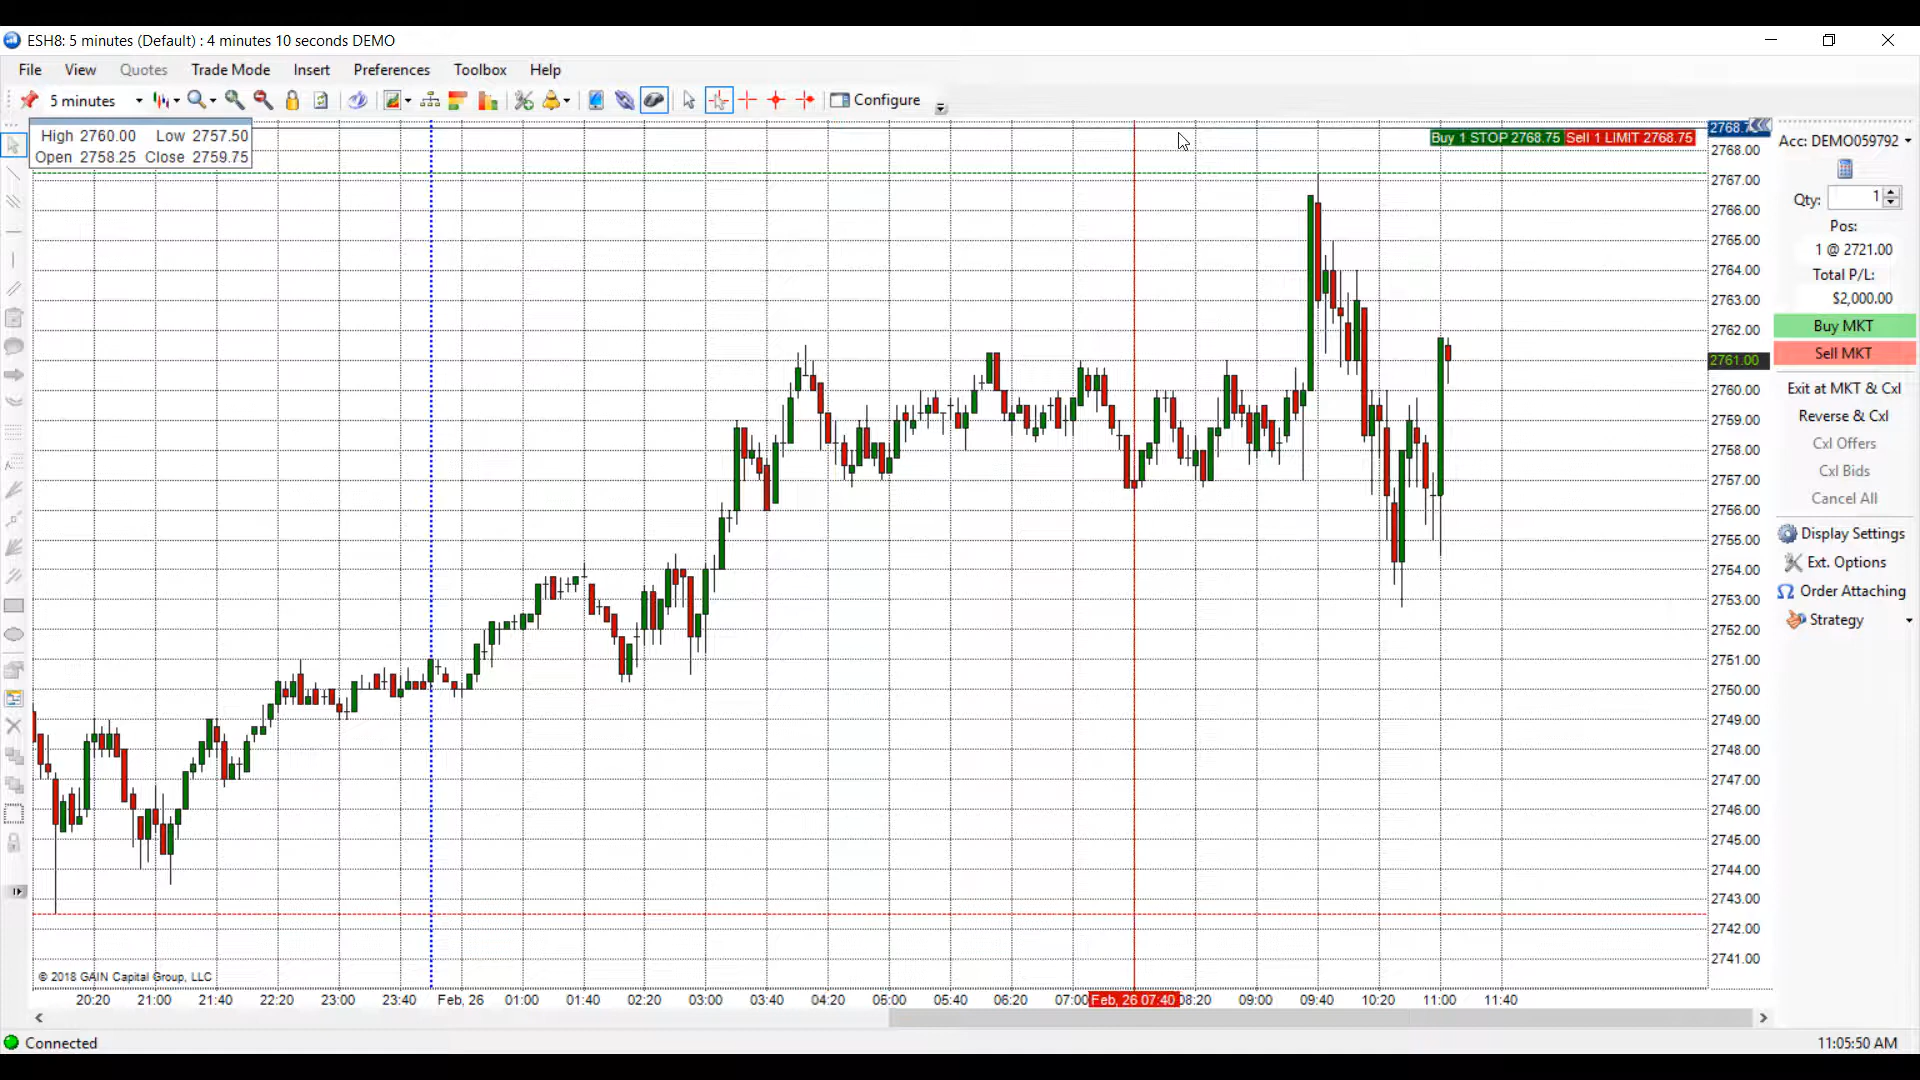 ESH8: 5 minutes (Default) : 4 minutes 10 seconds DEMO
File View Quotes Trade Mode Insert Preferences Toolbox Help
5 minutes Configure
High 2760.00 Low 2757.50
Open 2758.25 Close 2759.75
Buy 1 STOP 2768.75 Sell 1 LIMIT 2768.75
2768.00
2767.00
2766.00
2765.00
2764.00
2763.00
2762.00
2761.00
2760.00
2759.00
2758.00
2757.00
2756.00
2755.00
2754.00
2753.00
2752.00
2751.00
2750.00
2749.00
2748.00
2747.00
2746.00
2745.00
2744.00
2743.00
2742.00
2741.00
Acc: DEMO059792
Qty: 1
Pos:
1 @ 2721.00
Total P/L:
$2,000.00
Buy MKT
Sell MKT
Exit at MKT & Cxl
Reverse & Cxl
Cxl Offers
Cxl Bids
Cancel All
Display Settings
Ext. Options
Order Attaching
Strategy
© 2018 GAIN Capital Group, LLC
20:20 21:00 21:40 22:20 23:00 23:40 Feb, 26 01:00 01:40 02:20 03:00 03:40 04:20 05:00 05:40 06:20 07:00 Feb, 26 07:40 08:20 09:00 09:40 10:20 11:00 11:40
Connected
11:05:50 AM